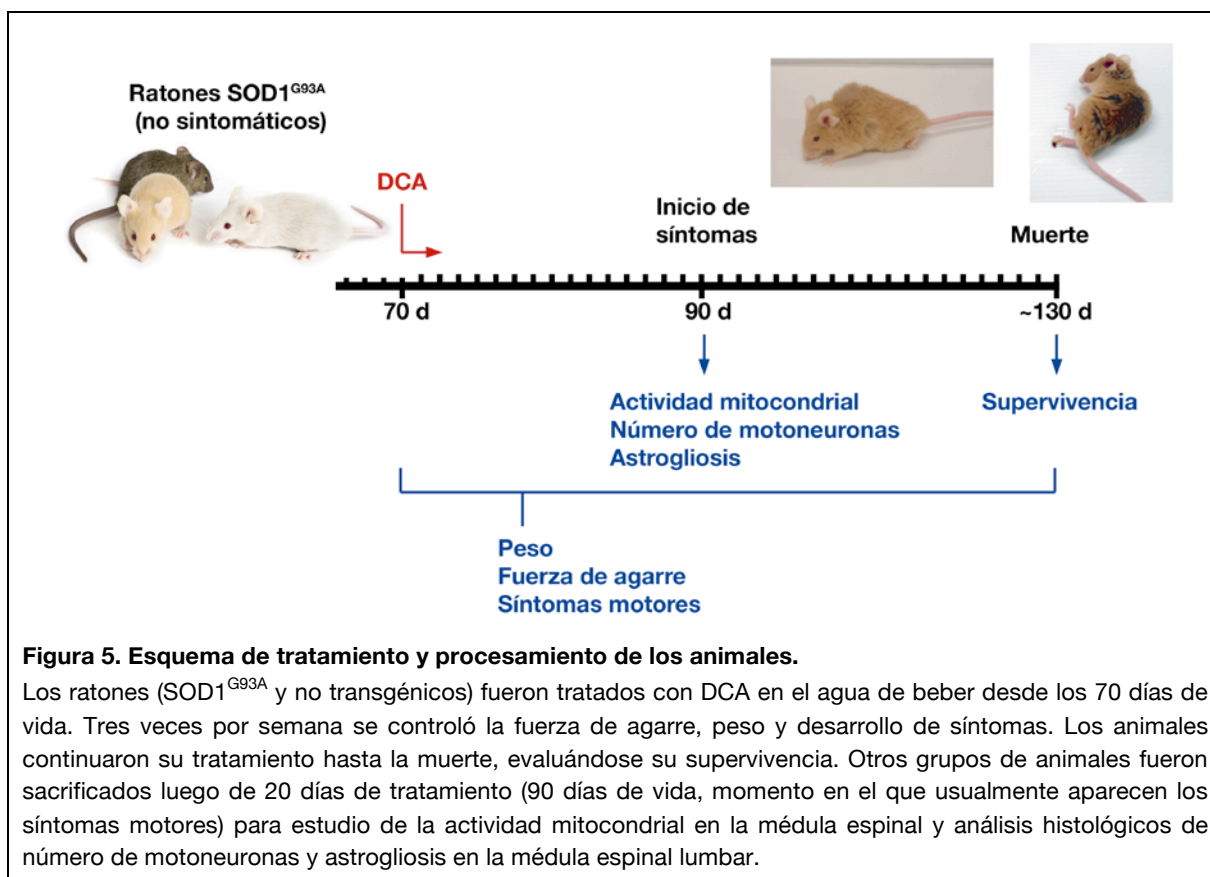 Ratones SOD1G93A
(no sintomáticos)
DCA
Inicio de
síntomas
Muerte
70 d
90 d
~130 d
Actividad mitocondrial
Número de motoneuronas
Astrogliosis
Supervivencia
Peso
Fuerza de agarre
Síntomas motores
Figura 5. Esquema de tratamiento y procesamiento de los animales.
Los ratones (SOD1G93A y no transgénicos) fueron tratados con DCA en el agua de beber desde los 70 días de
vida. Tres veces por semana se controló la fuerza de agarre, peso y desarrollo de síntomas. Los animales
continuaron su tratamiento hasta la muerte, evaluándose su supervivencia. Otros grupos de animales fueron
sacrificados luego de 20 días de tratamiento (90 días de vida, momento en el que usualmente aparecen los
síntomas motores) para estudio de la actividad mitocondrial en la médula espinal y análisis histológicos de
número de motoneuronas y astrogliosis en la médula espinal lumbar.